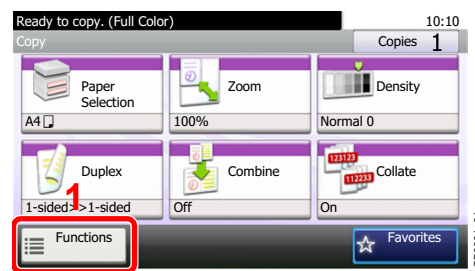 Ready to copy. (Full Color) 10:10
Copy Copies 1
Paper Selection
Zoom
Density
A4
100%
Normal 0
123123
112233
Duplex
Combine
Collate
1
1-sided>>1-sided
Off
On
Functions
Favorites